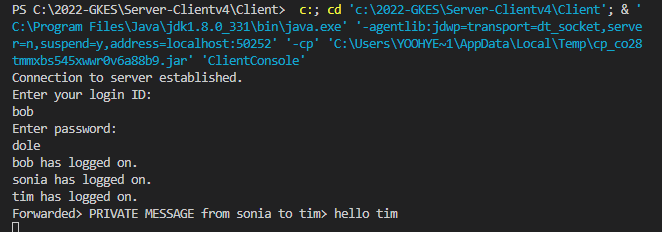 PS C:\2022-GKES\Server-Clientv4\Client>  c:; cd 'c:\2022-GKES\Server-Clientv4\Client'; & '
C:\Program Files\Java\jdk1.8.0_331\bin\java.exe' '-agentlib:jdwp=transport=dt_socket,serve
r=n,suspend=y,address=localhost:50252' '-cp' 'C:\Users\YOOHYE~1\AppData\Local\Temp\cp_co28
tmmxbs545xwwr0v6a88b9.jar' 'ClientConsole'
Connection to server established.
Enter your login ID:
bob
Enter password:
dole
bob has logged on.
sonia has logged on.
tim has logged on.
Forwarded> PRIVATE MESSAGE from sonia to tim> hello tim